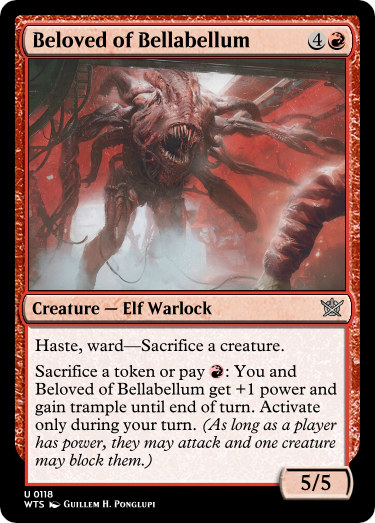 Beloved of Bellabellum 4
Creature — Elf Warlock
Haste, ward—Sacrifice a creature.
Sacrifice a token or pay : You and
Beloved of Bellabellum get +1 power and
gain trample until end of turn. Activate
only during your turn. (As long as a player
has power, they may attack and one creature
may block them.)
5/5
U 0118
WTS Guillem H. Ponglupi